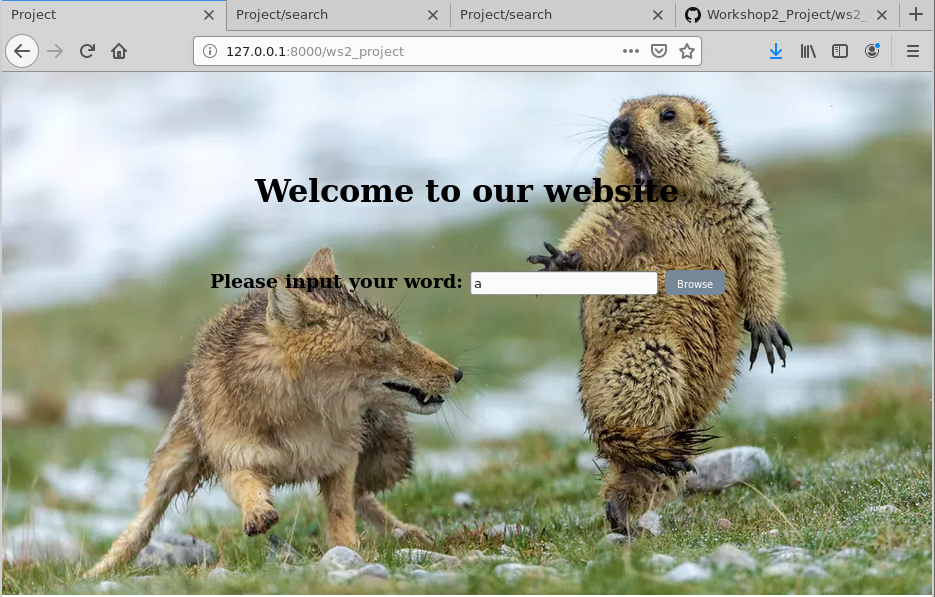 Project
Project/search
Project/search
Workshop2_Project/ws2_
127.0.0.1:8000/ws2_project
Welcome to our website
Please input your word: a Browse